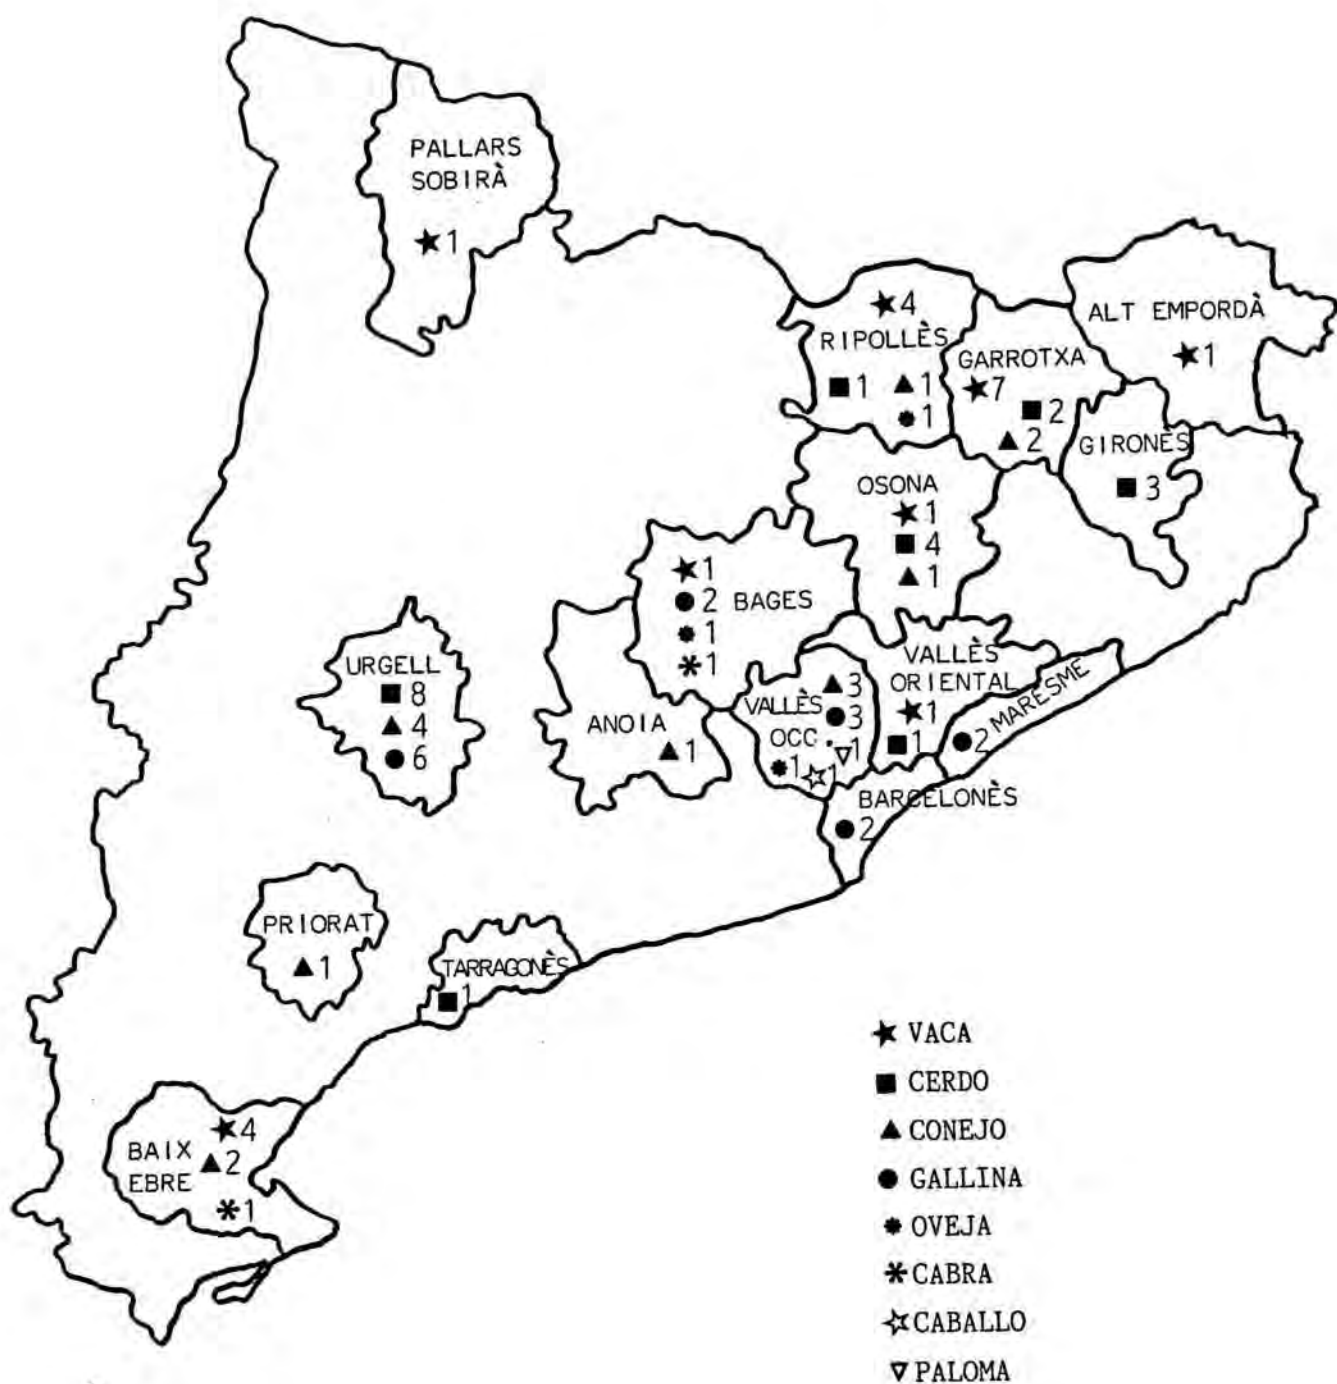 PALLARS
SOBIRÀ
1
4
RIPOLLÈS
1
1
1
GARROTXA
7
2
2
ALT EMPORDÀ
1
GIRONÈS
3
OSONA
1
4
1
1
2 BAGES
1
1
URGELL
8
4
6
ANOIA
1
VALLÈS
OCC.
3
3
1
1
1
VALLÈS
ORIENTAL
1
1
MARESME
2
BARCELONÈS
2
PRIORAT
1
TARRAGONÈS
1
BAIX
EBRE
4
2
1
VACA
CERDO
CONEJO
GALLINA
OVEJA
CABRA
CABALLO
PALOMA